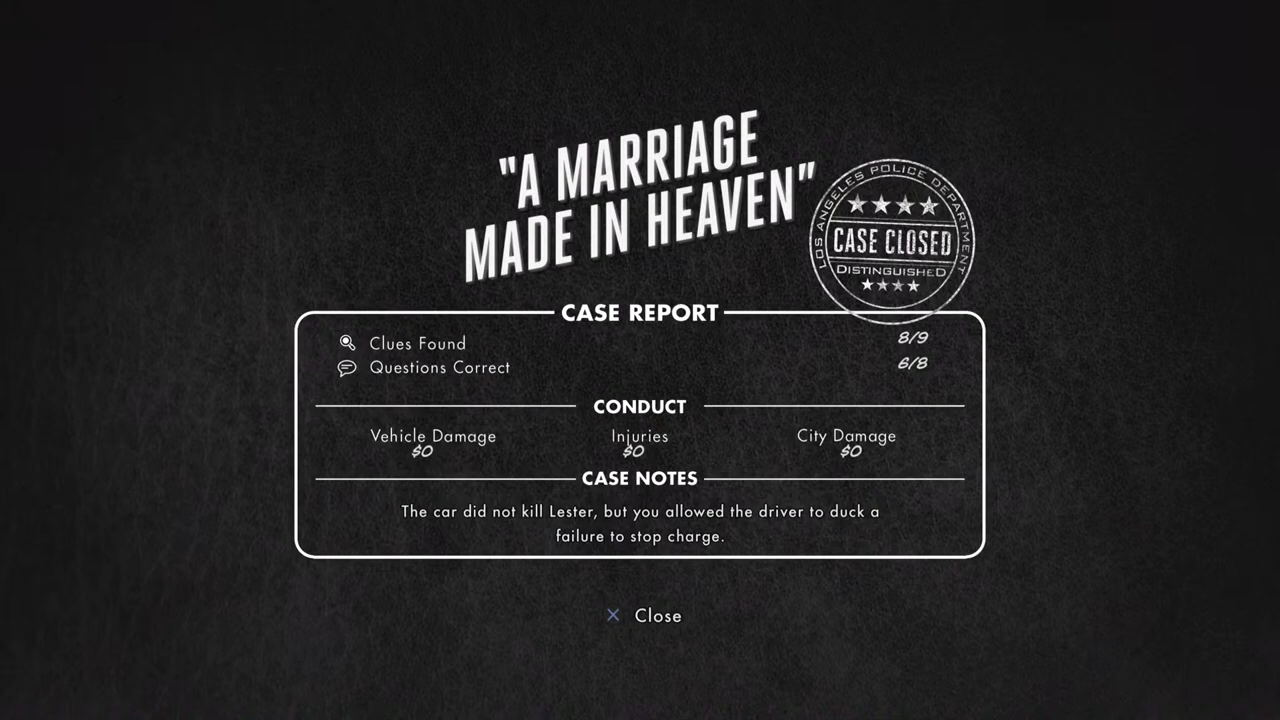 "A MARRIAGE
MADE IN HEAVEN"
LOS ANGELES POLICE DEPARTMENT
CASE CLOSED
DISTINGUISHED
CASE REPORT
Clues Found 8/9
Questions Correct 6/8
CONDUCT
Vehicle Damage Injuries City Damage
$0 $0 $0
CASE NOTES
The car did not kill Lester, but you allowed the driver to duck a
failure to stop charge.
Close